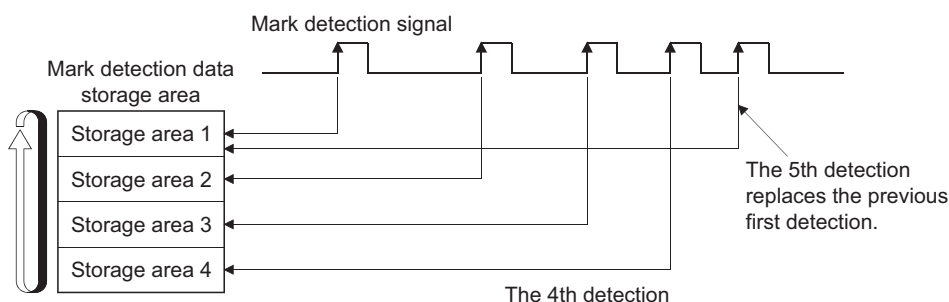 Mark detection signal
Mark detection data
storage area
Storage area 1
Storage area 2
Storage area 3
Storage area 4
The 5th detection
replaces the previous
first detection.
The 4th detection